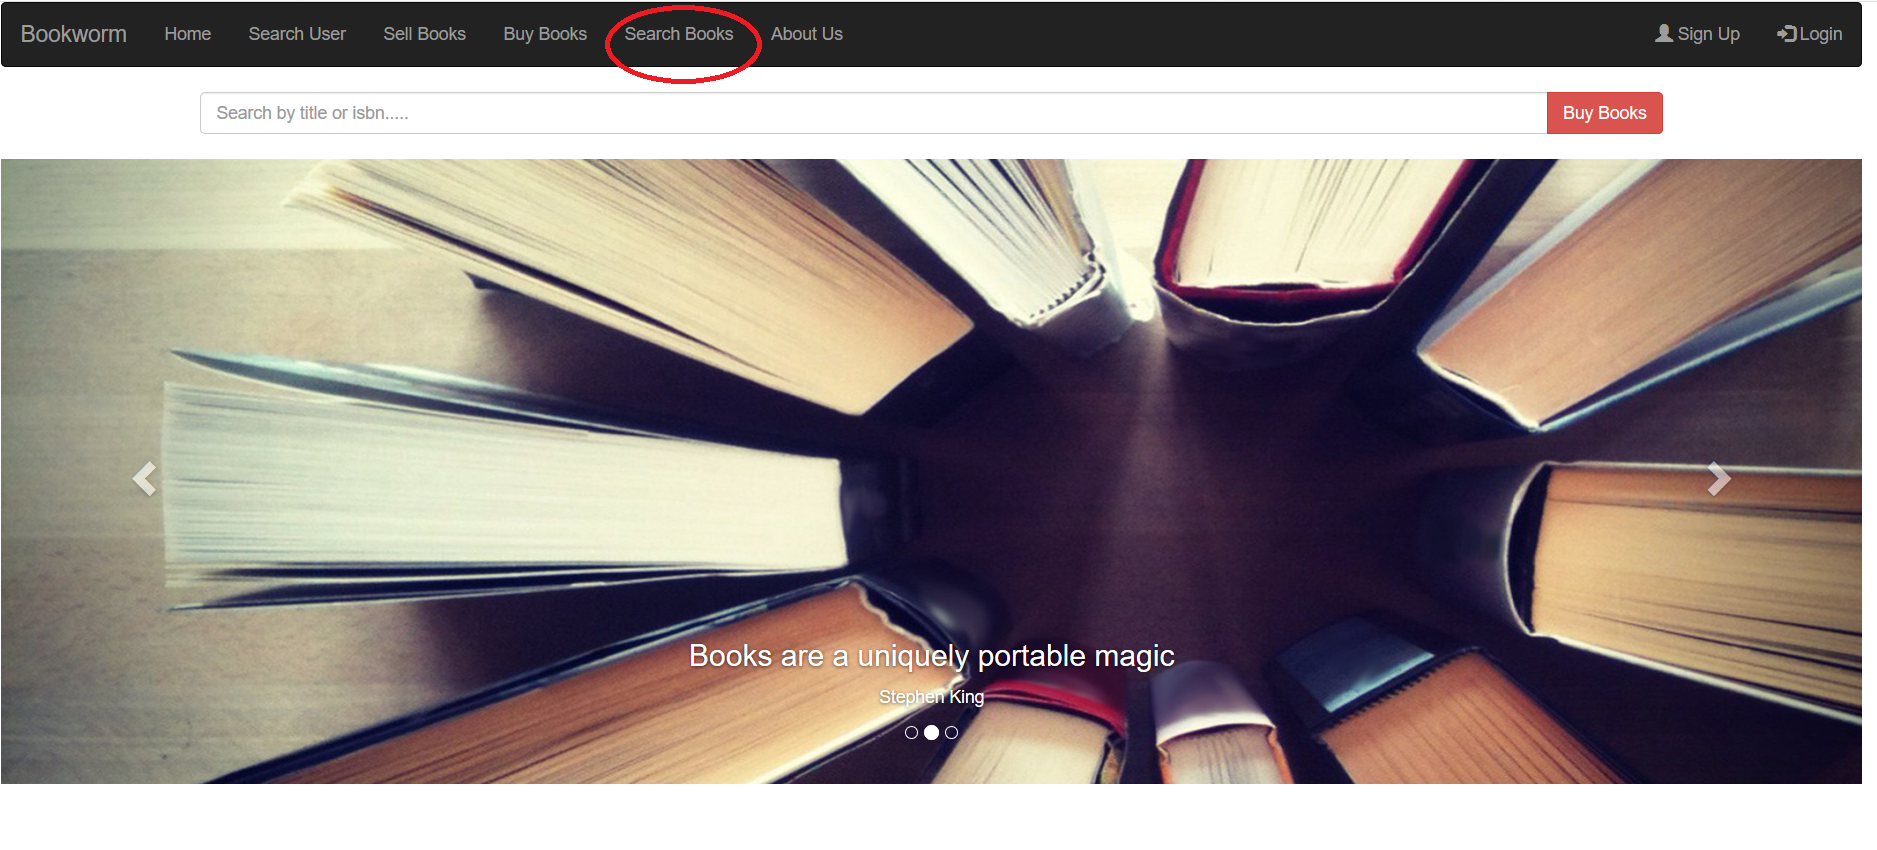 Bookworm Home Search User Sell Books Buy Books Search Books About Us Sign Up Login
Search by title or isbn..... Buy Books
Books are a uniquely portable magic
Stephen King